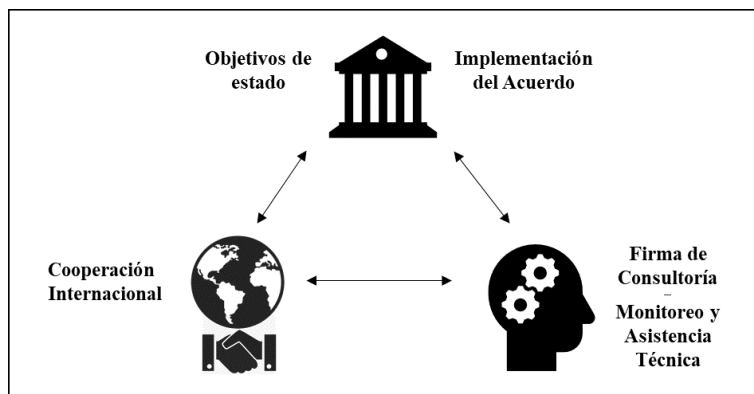 Objetivos de
estado
Implementación
del Acuerdo
Cooperación
Internacional
Firma de
Consultoría
–
Monitoreo y
Asistencia
Técnica